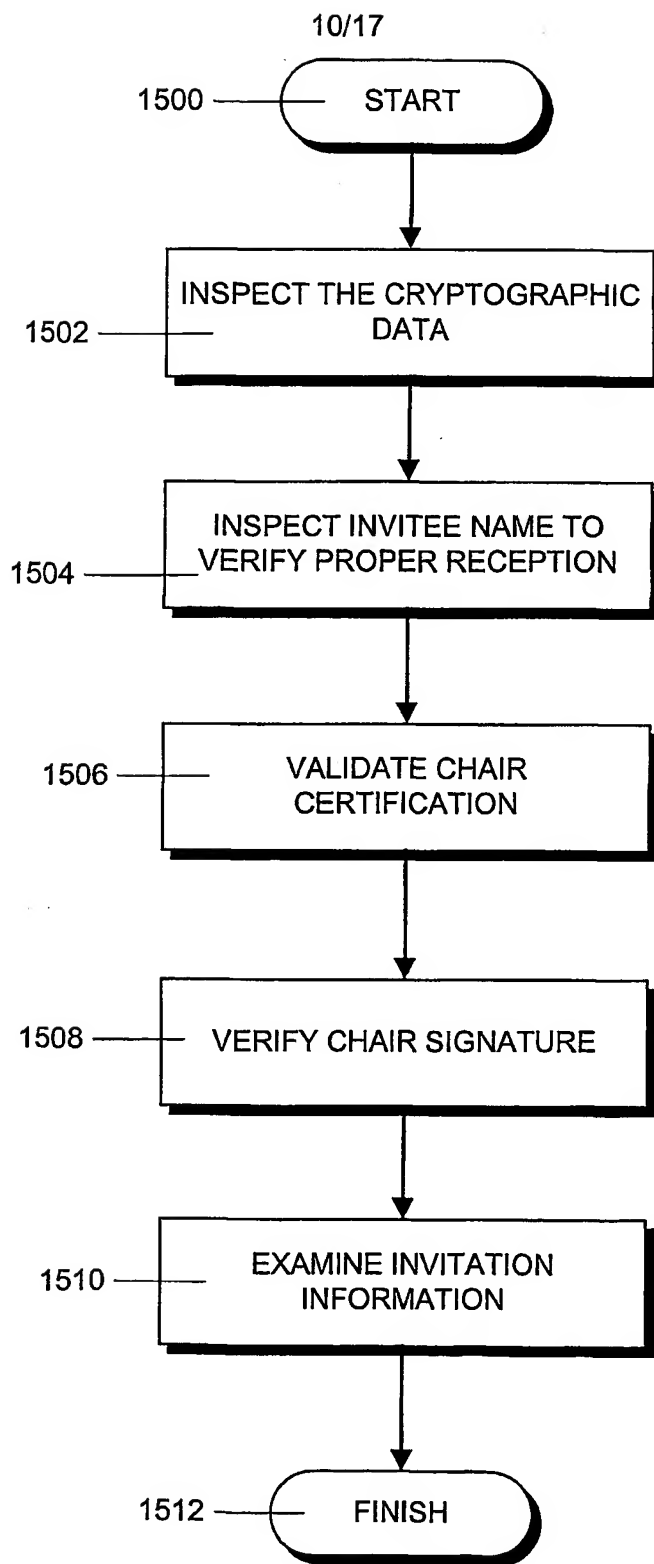 10/17
1500
START
INSPECT THE CRYPTOGRAPHIC
DATA
1502
INSPECT INVITEE NAME TO
VERIFY PROPER RECEPTION
1504
1506
VALIDATE CHAIR
CERTIFICATION
1508
VERIFY CHAIR SIGNATURE
EXAMINE INVITATION
INFORMATION
1510
1512
FINISH